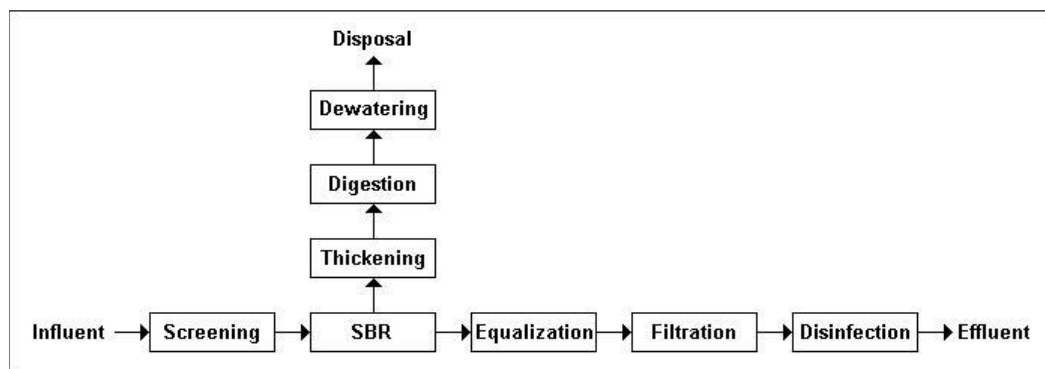 Disposal
Dewatering
Digestion
Thickening
Influent Screening SBR Equalization Filtration Disinfection Effluent